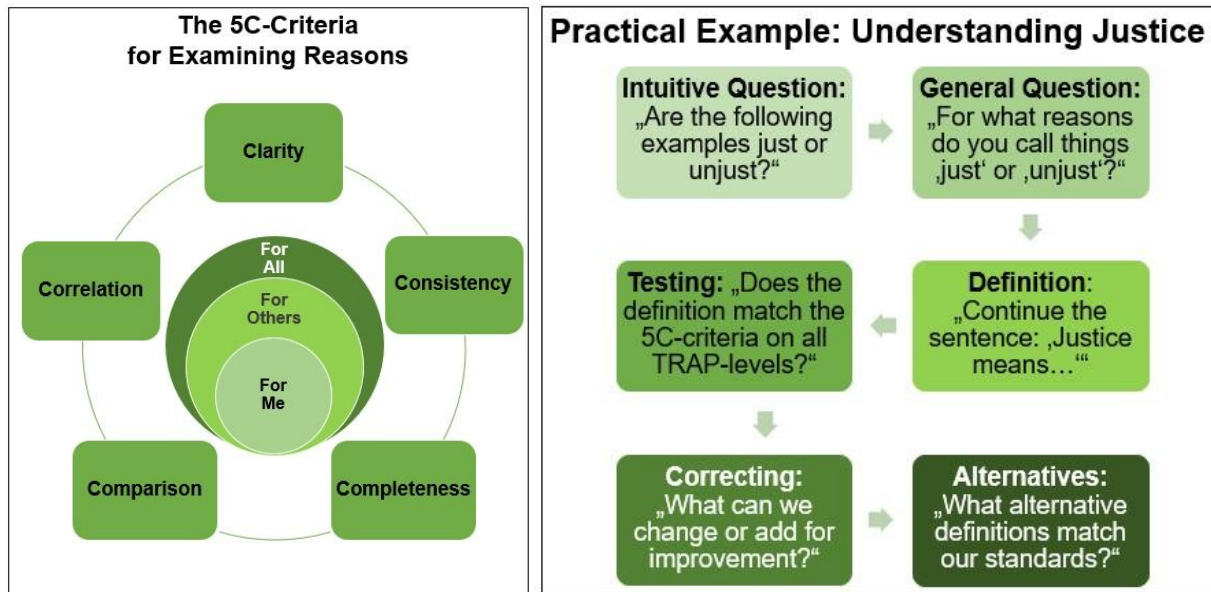 The 5C-Criteria
for Examining Reasons
Clarity
Consistency
Completeness
Comparison
Correlation
For
All
For
Others
For
Me
Practical Example: Understanding Justice
Intuitive Question:
„Are the following
examples just or
unjust?“
General Question:
„For what reasons
do you call things
‚just‘ or ‚unjust‘?“
Definition:
„Continue the
sentence: ‚Justice
means…‘“
Testing: „Does the
definition match the
5C-criteria on all
TRAP-levels?“
Correcting:
„What can we
change or add for
improvement?“
Alternatives:
„What alternative
definitions match
our standards?“